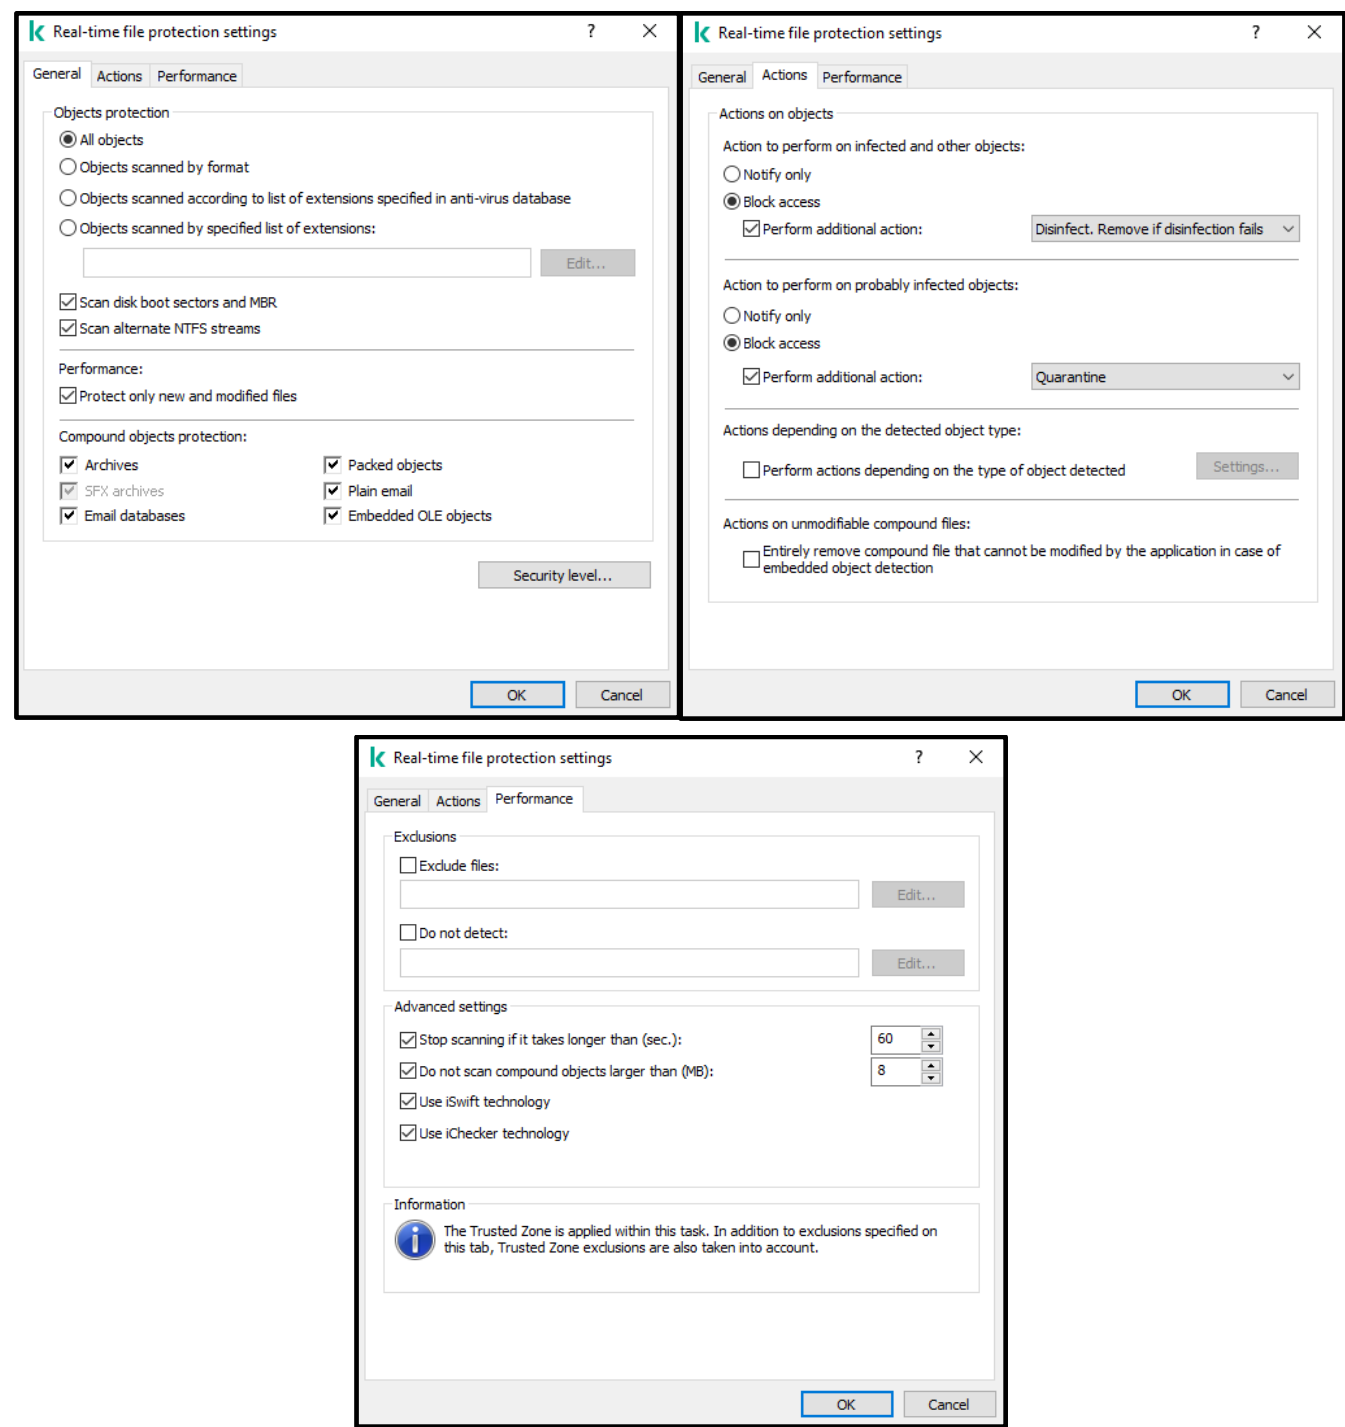 Real-time file protection settings
General Actions Performance
Objects protection
All objects
Objects scanned by format
Objects scanned according to list of extensions specified in anti-virus database
Objects scanned by specified list of extensions:
Edit...
Scan disk boot sectors and MBR
Scan alternate NTFS streams
Performance:
Protect only new and modified files
Compound objects protection:
Archives Packed objects
SFX archives Plain email
Email databases Embedded OLE objects
Security level...
OK Cancel
Real-time file protection settings
General Actions Performance
Actions on objects
Action to perform on infected and other objects:
Notify only
Block access
Perform additional action: Disinfect. Remove if disinfection fails
Action to perform on probably infected objects:
Notify only
Block access
Perform additional action: Quarantine
Actions depending on the detected object type:
Perform actions depending on the type of object detected Settings...
Actions on unmodifiable compound files:
Entirely remove compound file that cannot be modified by the application in case of
embedded object detection
OK Cancel
Real-time file protection settings
General Actions Performance
Exclusions
Exclude files:
Edit...
Do not detect:
Edit...
Advanced settings
Stop scanning if it takes longer than (sec.): 60
Do not scan compound objects larger than (MB): 8
Use iSwift technology
Use iChecker technology
Information
The Trusted Zone is applied within this task. In addition to exclusions specified on
this tab, Trusted Zone exclusions are also taken into account.
OK Cancel